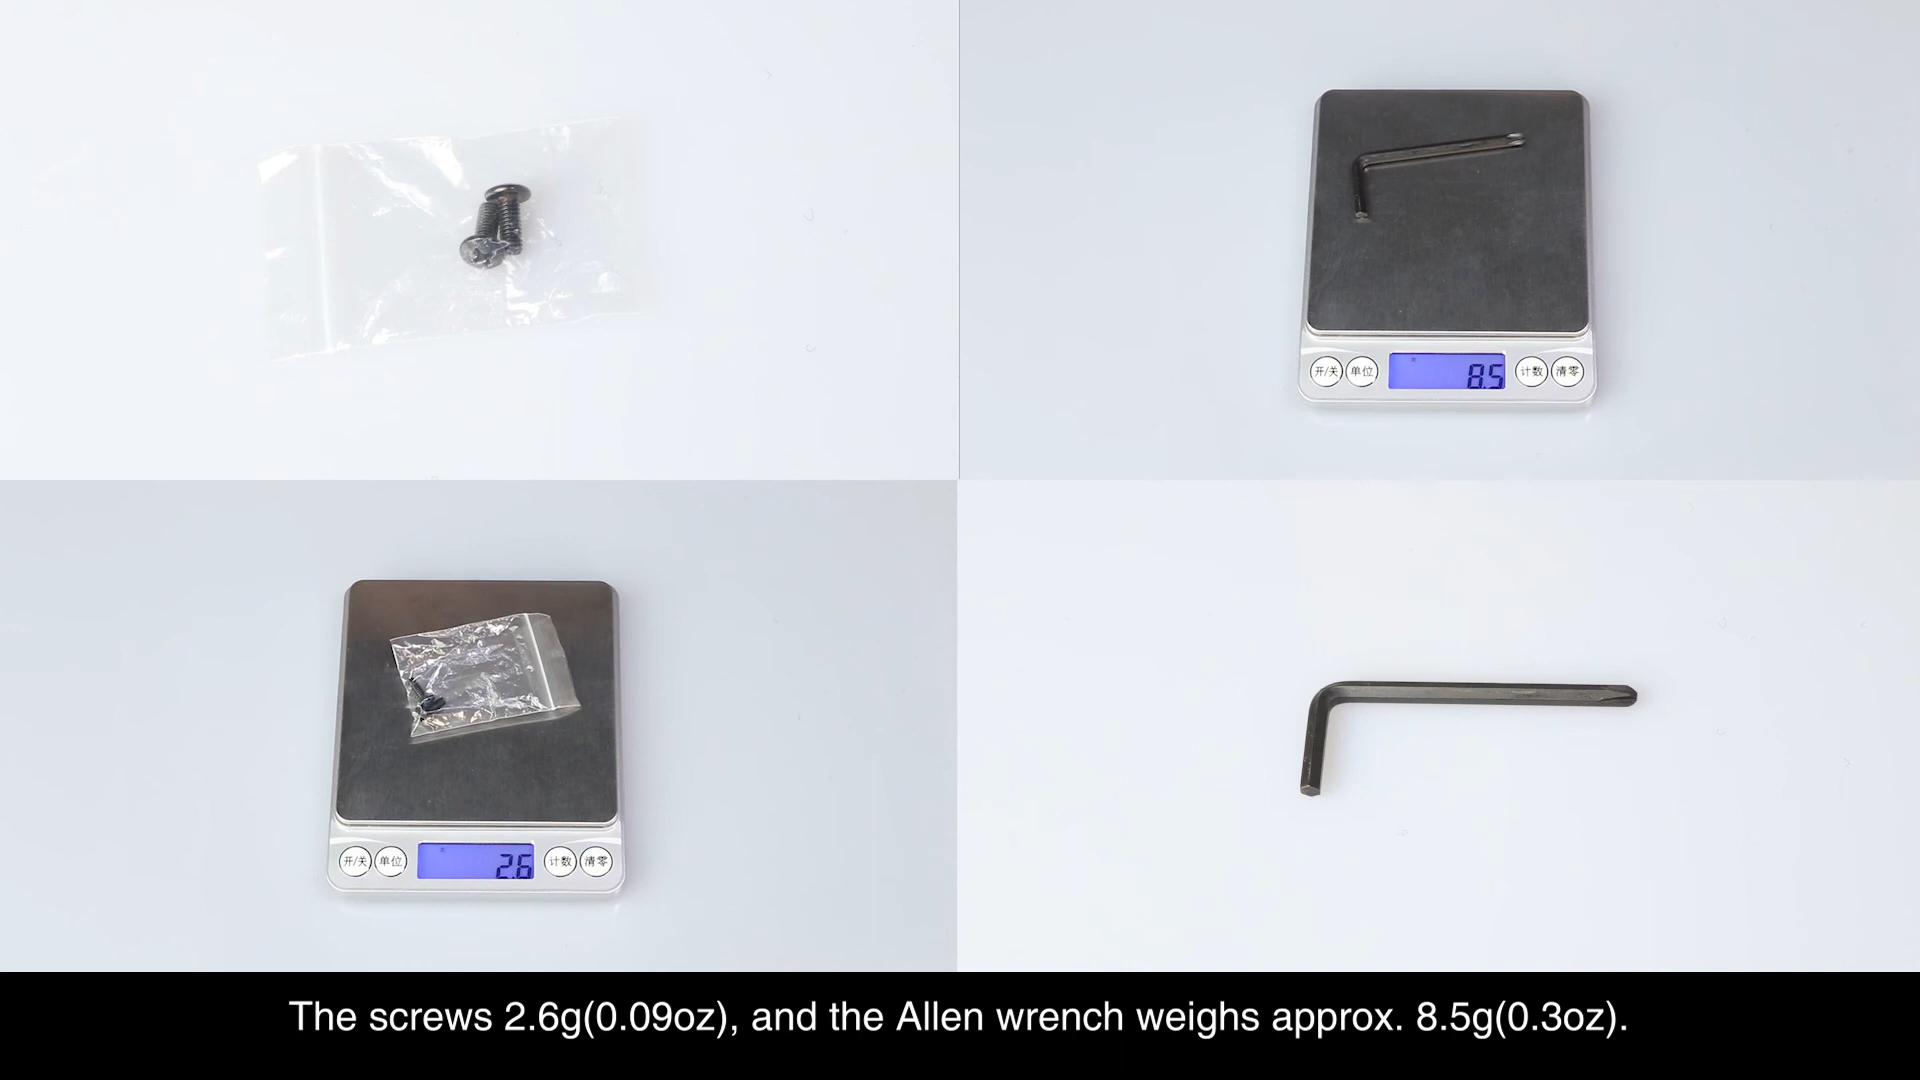 开/关 单位 8.5 计数 清零
开/关 单位 2.6 计数 清零
The screws 2.6g(0.09oz), and the Allen wrench weighs approx. 8.5g(0.3oz).